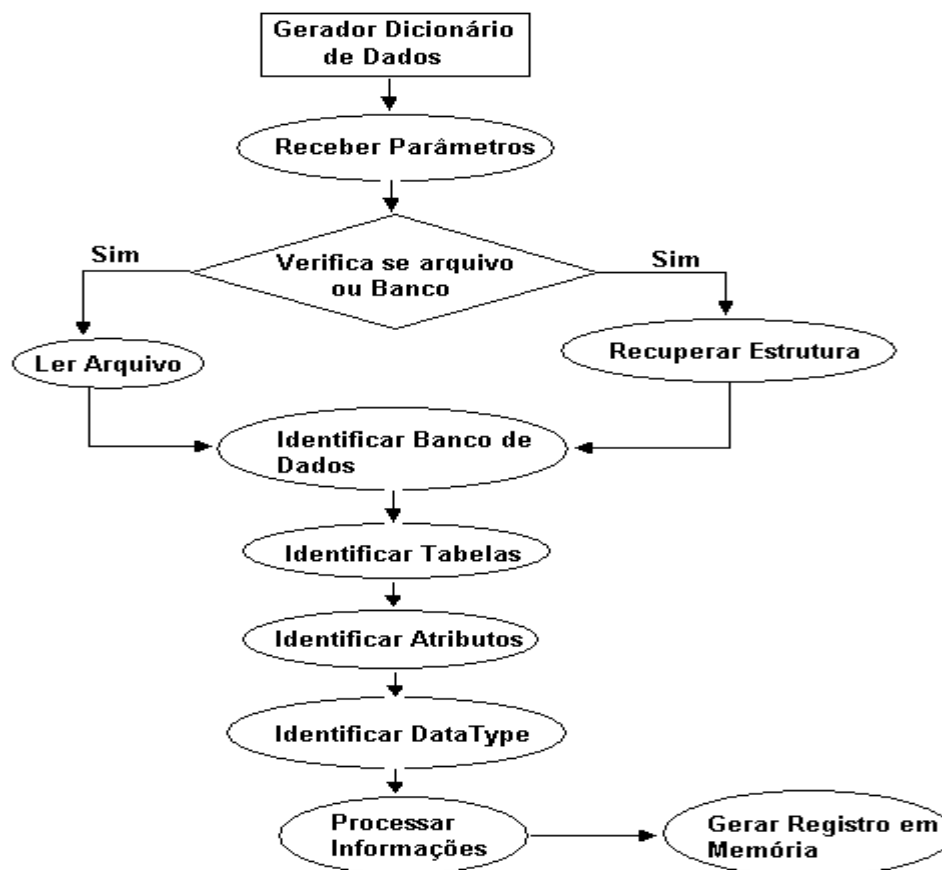 Gerador Dicionário
de Dados
Receber Parâmetros
Verifica se arquivo
ou Banco
Sim
Sim
Ler Arquivo
Recuperar Estrutura
Identificar Banco de
Dados
Identificar Tabelas
Identificar Atributos
Identificar DataType
Processar
Informações
Gerar Registro em
Memória